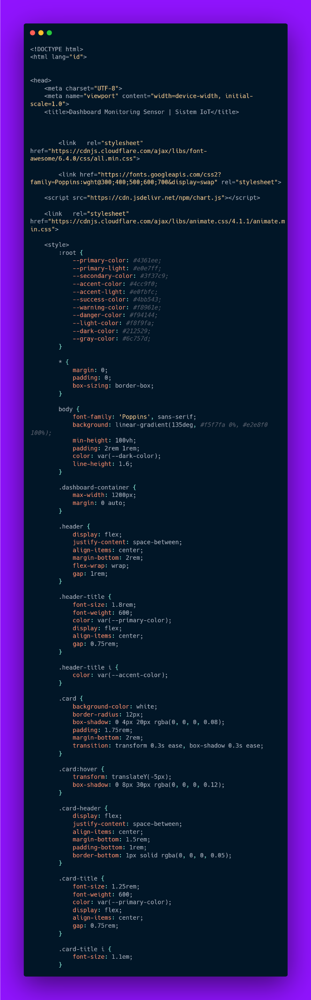 <!DOCTYPE html>
<html lang="id">
<head>
    <meta charset="UTF-8">
    <meta name="viewport" content="width=device-width, initial-
scale=1.0">
    <title>Dashboard Monitoring Sensor | Sistem IoT</title>
        <link   rel="stylesheet"
href="https://cdnjs.cloudflare.com/ajax/libs/font-
awesome/6.4.0/css/all.min.css">
        <link href="https://fonts.googleapis.com/css2?
family=Poppins:wght@300;400;500;600;700&display=swap" rel="stylesheet">
    <script src="https://cdn.jsdelivr.net/npm/chart.js"></script>
    <link   rel="stylesheet"
href="https://cdnjs.cloudflare.com/ajax/libs/animate.css/4.1.1/animate.m
in.css">
    <style>
        :root {
            --primary-color: #4361ee;
            --primary-light: #e0e7ff;
            --secondary-color: #3f37c9;
            --accent-color: #4cc9f0;
            --accent-light: #e0fbfc;
            --success-color: #4bb543;
            --warning-color: #f8961e;
            --danger-color: #f94144;
            --light-color: #f8f9fa;
            --dark-color: #212529;
            --gray-color: #6c757d;
        }
        * {
            margin: 0;
            padding: 0;
            box-sizing: border-box;
        }
        body {
            font-family: 'Poppins', sans-serif;
            background: linear-gradient(135deg, #f5f7fa 0%, #e2e8f0
100%);
            min-height: 100vh;
            padding: 2rem 1rem;
            color: var(--dark-color);
            line-height: 1.6;
        }
        .dashboard-container {
            max-width: 1200px;
            margin: 0 auto;
        }
        .header {
            display: flex;
            justify-content: space-between;
            align-items: center;
            margin-bottom: 2rem;
            flex-wrap: wrap;
            gap: 1rem;
        }
        .header-title {
            font-size: 1.8rem;
            font-weight: 600;
            color: var(--primary-color);
            display: flex;
            align-items: center;
            gap: 0.75rem;
        }
        .header-title i {
            color: var(--accent-color);
        }
        .card {
            background-color: white;
            border-radius: 12px;
            box-shadow: 0 4px 20px rgba(0, 0, 0, 0.08);
            padding: 1.75rem;
            margin-bottom: 2rem;
            transition: transform 0.3s ease, box-shadow 0.3s ease;
        }
        .card:hover {
            transform: translateY(-5px);
            box-shadow: 0 8px 30px rgba(0, 0, 0, 0.12);
        }
        .card-header {
            display: flex;
            justify-content: space-between;
            align-items: center;
            margin-bottom: 1.5rem;
            padding-bottom: 1rem;
            border-bottom: 1px solid rgba(0, 0, 0, 0.05);
        }
        .card-title {
            font-size: 1.25rem;
            font-weight: 600;
            color: var(--primary-color);
            display: flex;
            align-items: center;
            gap: 0.75rem;
        }
        .card-title i {
            font-size: 1.1em;
        }